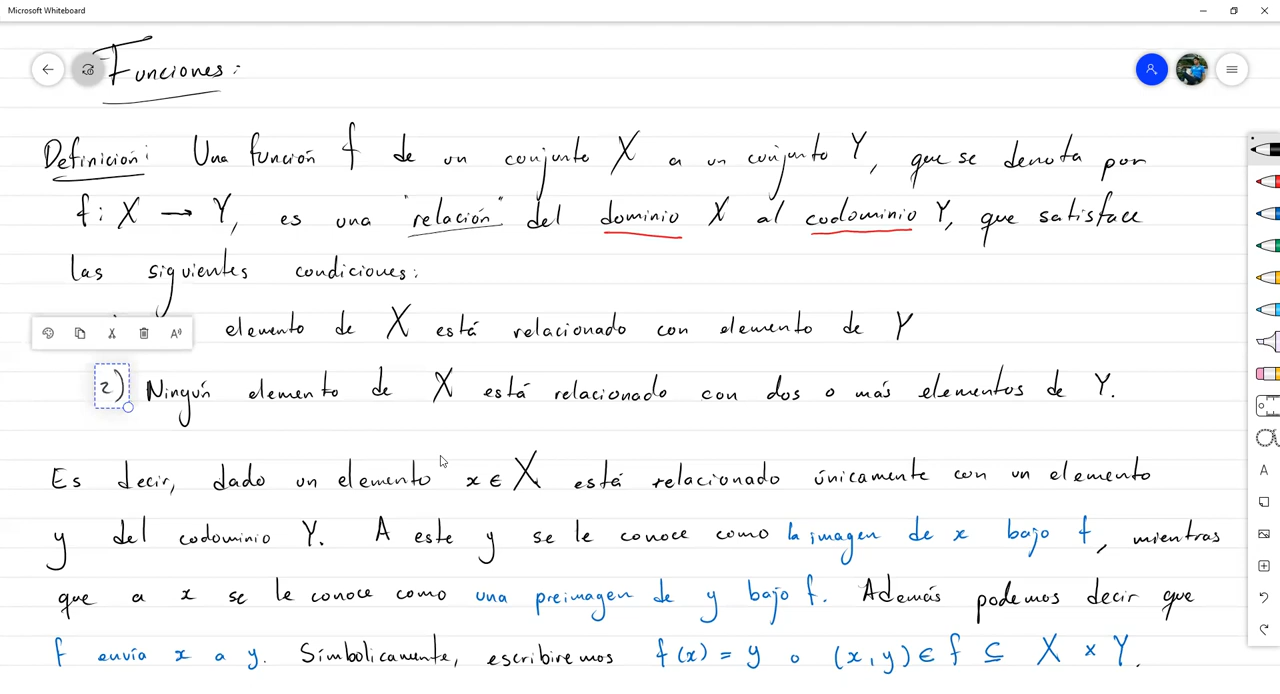 Microsoft Whiteboard
Funciones:
Definición: Una función f de un conjunto X a un conjunto Y, que se denota por
f: X → Y, es una "relación" del dominio X al codominio Y, que satisface
las siguientes condiciones:
elemento de X está relacionado con elemento de Y
2) Ningún elemento de X está relacionado con dos o más elementos de Y.
Es decir, dado un elemento x ∈ X está relacionado únicamente con un elemento
y del codominio Y. A este y se le conoce como la imagen de x bajo f, mientras
que a x se le conoce como una preimagen de y bajo f. Además podemos decir que
f envía x a y. Simbolicamente, escribiremos f(x) = y o (x,y) ∈ f ⊆ X × Y.